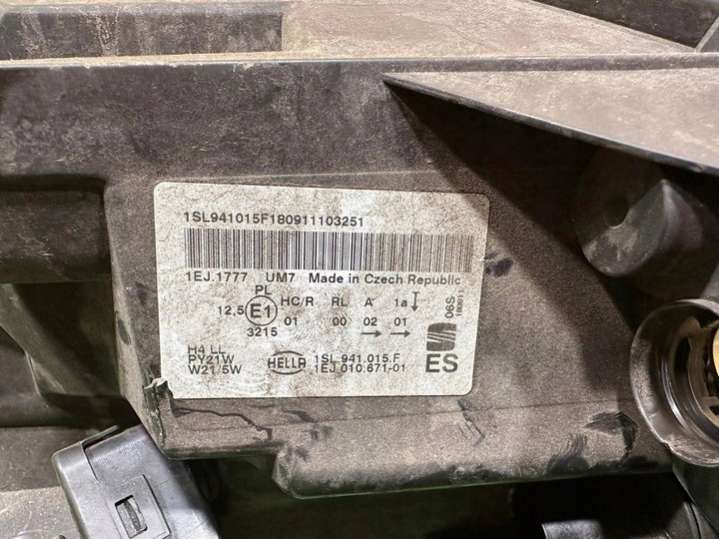 1SL941015F180911103251
1EJ.1777 UM7 Made in Czech Republic
PL
12,5 E1 HC/R RL A 1a
3215 01 00 02 01
H4 LL
PY21W
W21/5W
HELLA
1SL 941.015.F
1EJ 010.671-01
06S
ES